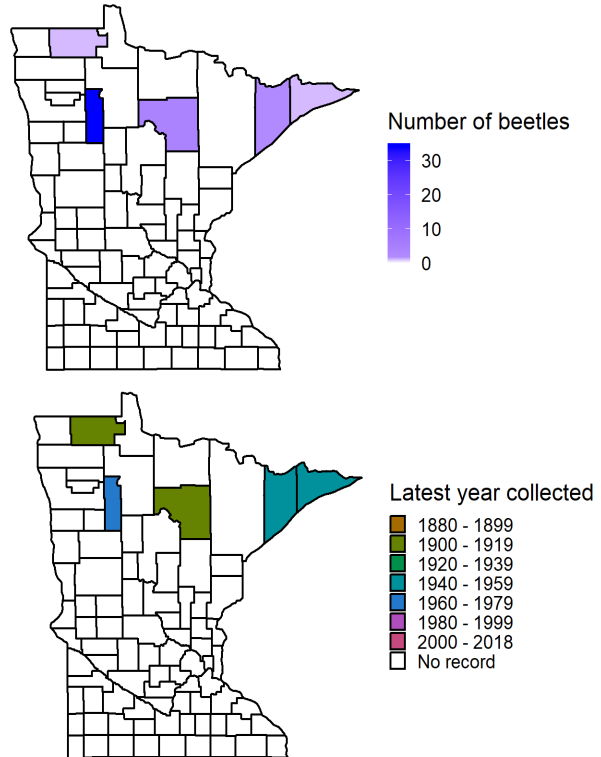 Number of beetles
30
20
10
0
Latest year collected
1880 - 1899
1900 - 1919
1920 - 1939
1940 - 1959
1960 - 1979
1980 - 1999
2000 - 2018
No record